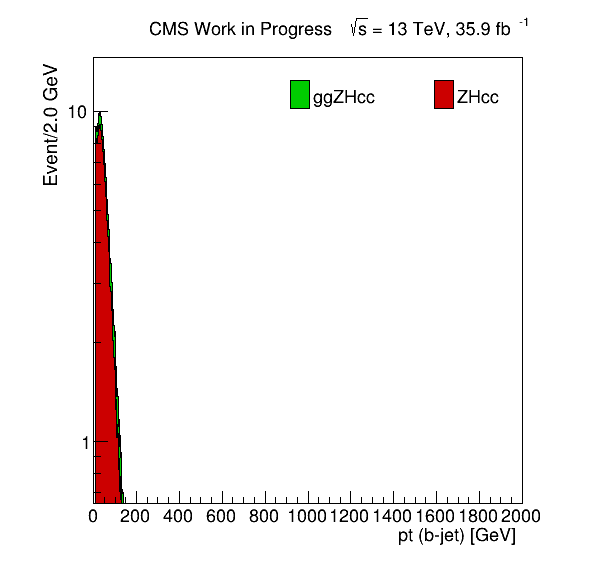 CMS Work in Progress √s = 13 TeV, 35.9 fb -1
Event/2.0 GeV
ggZHcc ZHcc
10
1
0 200 400 600 800 1000 1200 1400 1600 1800 2000
pt (b-jet) [GeV]